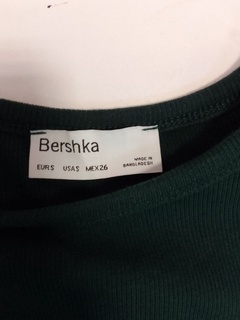 Bershka
EUR S USA S MEX 26
MADE IN
BANGLADESH